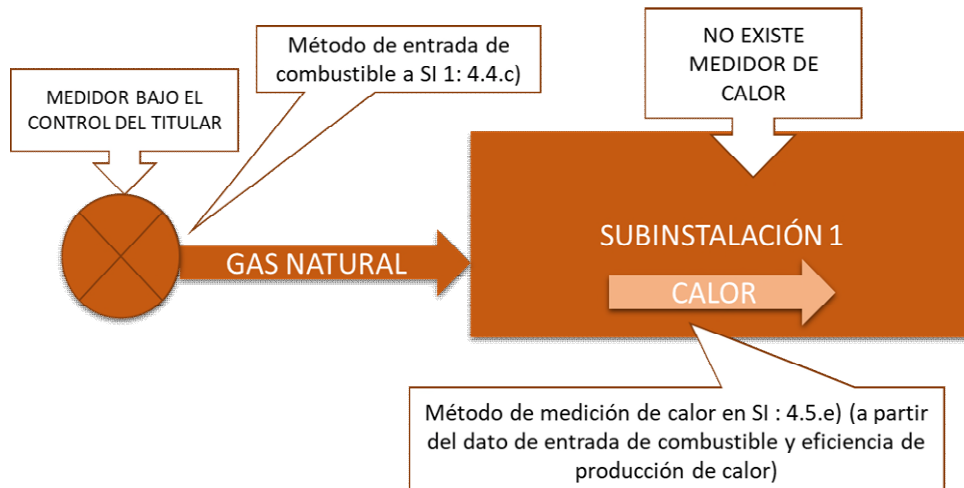 Método de entrada de
combustible a SI 1: 4.4.c)
NO EXISTE
MEDIDOR DE
CALOR
MEDIDOR BAJO EL
CONTROL DEL TITULAR
SUBINSTALACIÓN 1
GAS NATURAL
CALOR
Método de medición de calor en SI : 4.5.e) (a partir
del dato de entrada de combustible y eficiencia de
producción de calor)